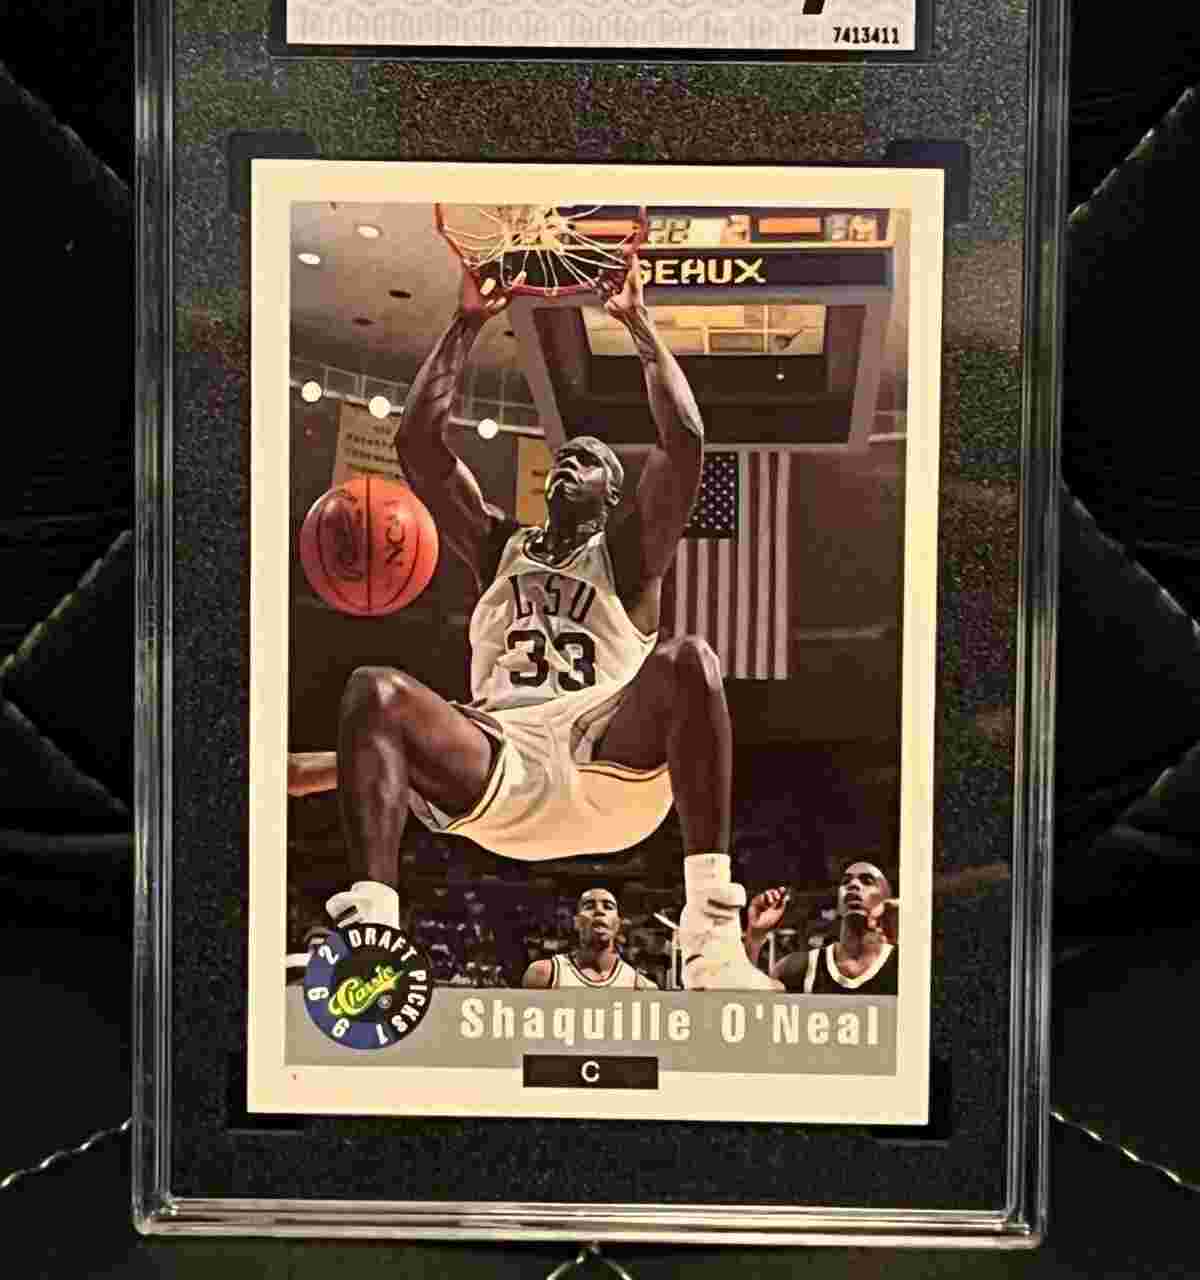 7413411
GEAUX
NCAA
LSU
33
1992 DRAFT PICKS
Classic
Shaquille O'Neal
C